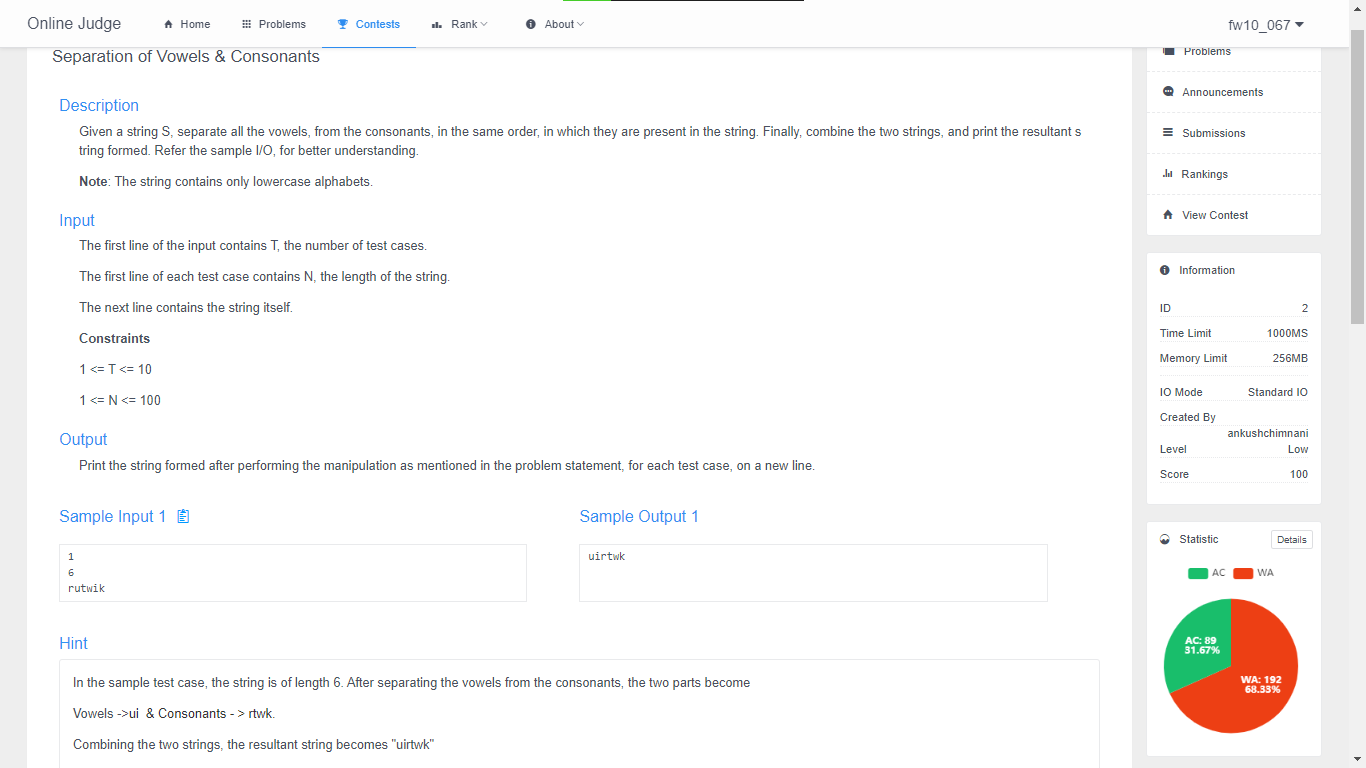 Online Judge Home Problems Contests Rank About fw10_067
Separation of Vowels & Consonants
Description
Given a string S, separate all the vowels, from the consonants, in the same order, in which they are present in the string. Finally, combine the two strings, and print the resultant s
tring formed. Refer the sample I/O, for better understanding.
Note: The string contains only lowercase alphabets.
Input
The first line of the input contains T, the number of test cases.
The first line of each test case contains N, the length of the string.
The next line contains the string itself.
Constraints
1 <= T <= 10
1 <= N <= 100
Output
Print the string formed after performing the manipulation as mentioned in the problem statement, for each test case, on a new line.
Sample Input 1
1
6
rutwik
Sample Output 1
uirtwk
Hint
In the sample test case, the string is of length 6. After separating the vowels from the consonants, the two parts become
Vowels ->ui & Consonants - > rtwk.
Combining the two strings, the resultant string becomes "uirtwk"
Problems
Announcements
Submissions
Rankings
View Contest
Information
ID 2
Time Limit 1000MS
Memory Limit 256MB
IO Mode Standard IO
Created By
ankushchimnani
Level Low
Score 100
Statistic Details
AC WA
AC: 89
31.67%
WA: 192
68.33%